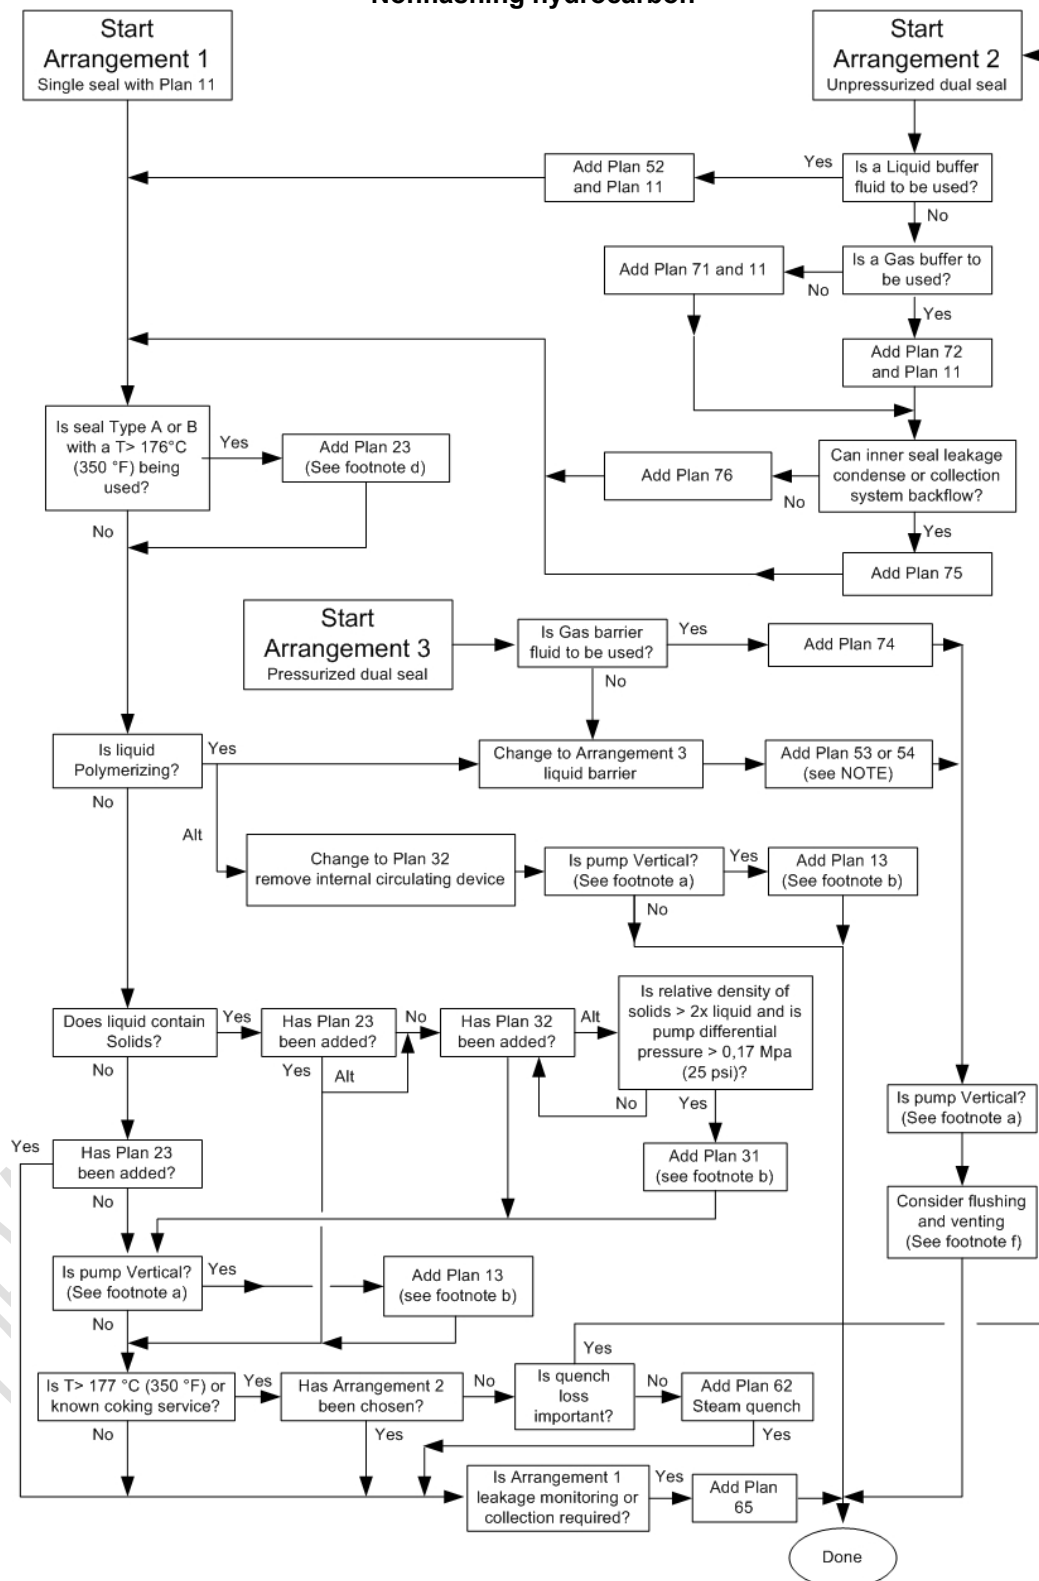 Nonflashing hydrocarbon
Start
Arrangement 1
Single seal with Plan 11
Start
Arrangement 2
Unpressurized dual seal
Add Plan 52
and Plan 11
Yes
Is a Liquid buffer
fluid to be used?
No
Add Plan 71 and 11
No
Is a Gas buffer to
be used?
Yes
Add Plan 72
and Plan 11
Is seal Type A or B
with a T> 176°C
(350 °F) being
used?
Yes
Add Plan 23
(See footnote d)
No
Add Plan 76
No
Can inner seal leakage
condense or collection
system backflow?
Yes
Add Plan 75
Start
Arrangement 3
Pressurized dual seal
Is Gas barrier
fluid to be used?
Yes
Add Plan 74
No
Is liquid
Polymerizing?
Yes
Change to Arrangement 3
liquid barrier
Add Plan 53 or 54
(see NOTE)
No
Alt
Change to Plan 32
remove internal circulating device
Is pump Vertical?
(See footnote a)
Yes
Add Plan 13
(See footnote b)
No
Does liquid contain
Solids?
Yes
Has Plan 23
been added?
No
Has Plan 32
been added?
Alt
Is relative density of
solids > 2x liquid and is
pump differential
pressure > 0,17 Mpa
(25 psi)?
No
Yes
Alt
No
Yes
Is pump Vertical?
(See footnote a)
Yes
Has Plan 23
been added?
No
Add Plan 31
(see footnote b)
Consider flushing
and venting
(See footnote f)
Is pump Vertical?
(See footnote a)
Yes
Add Plan 13
(see footnote b)
No
Is T> 177 °C (350 °F) or
known coking service?
Yes
Has Arrangement 2
been chosen?
No
Yes
Is quench
loss
important?
No
Add Plan 62
Steam quench
No
Yes
Yes
Is Arrangement 1
leakage monitoring or
collection required?
Yes
Add Plan
65
Done